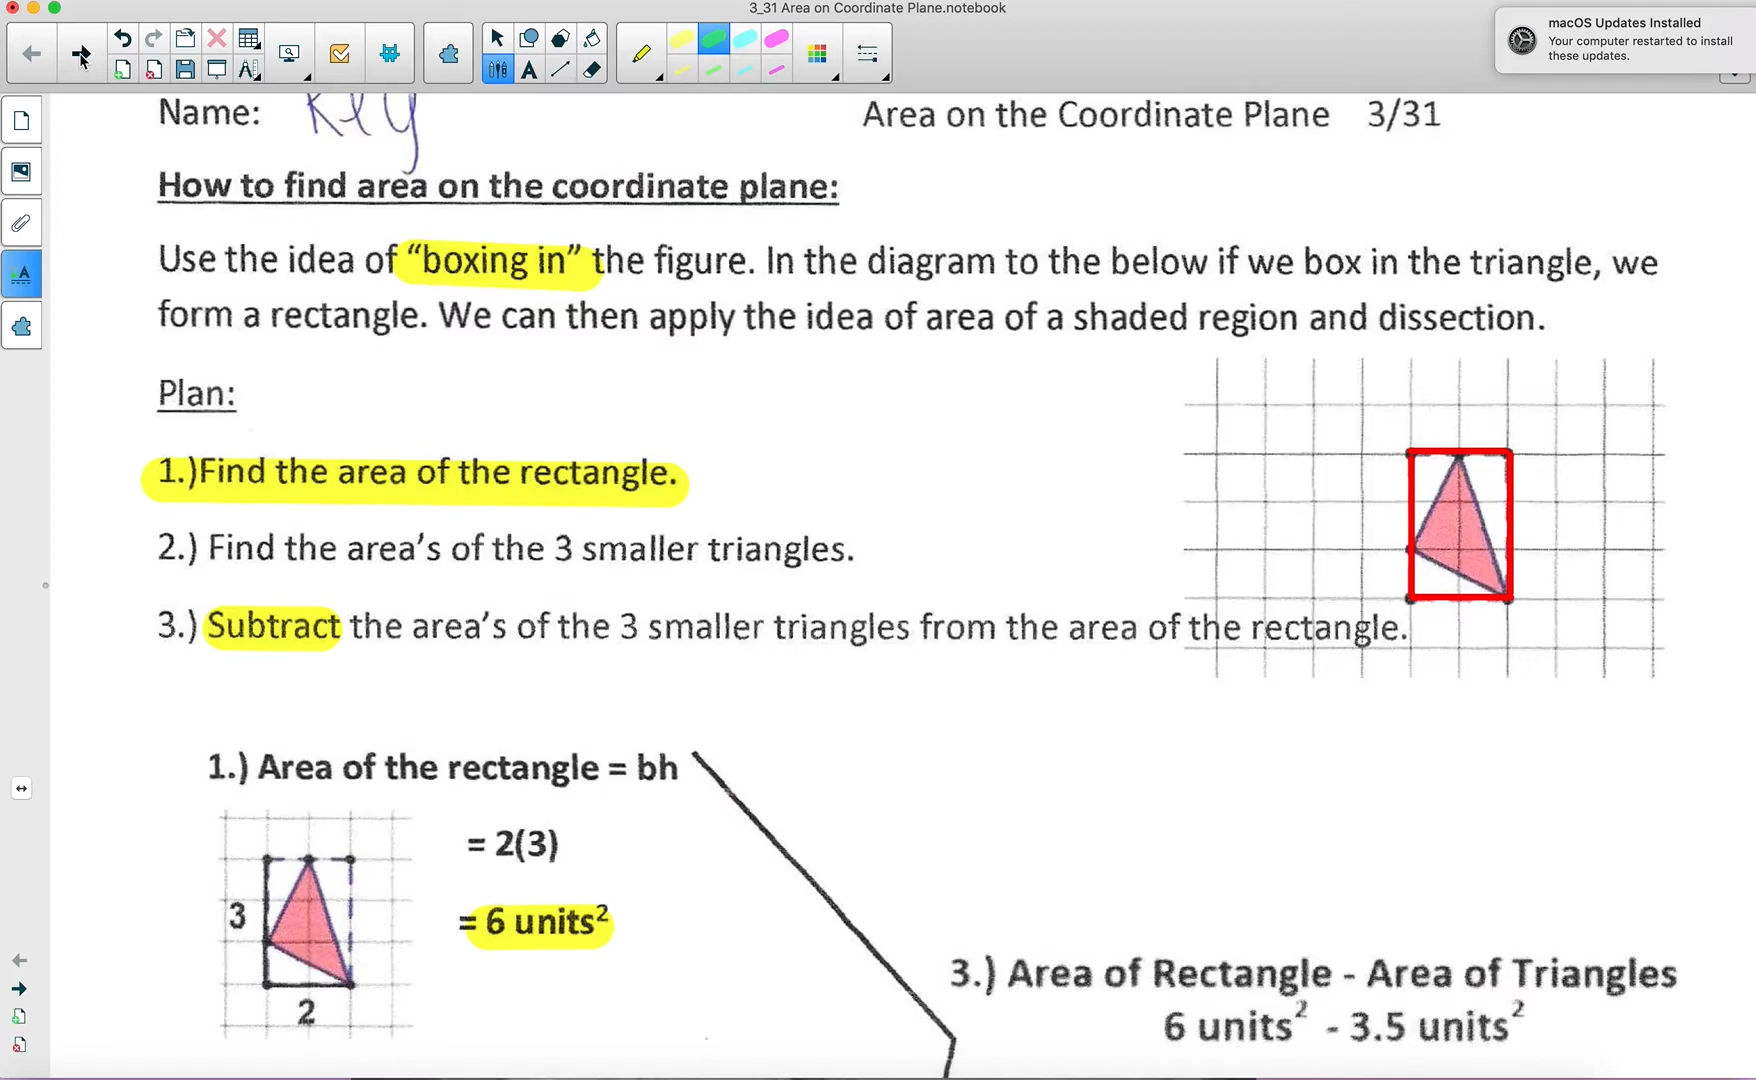 3_31 Area on Coordinate Plane.notebook
macOS Updates Installed
Your computer restarted to install
these updates.
Name: Key
Area on the Coordinate Plane 3/31
How to find area on the coordinate plane:
Use the idea of “boxing in” the figure. In the diagram to the below if we box in the triangle, we
form a rectangle. We can then apply the idea of area of a shaded region and dissection.
Plan:
1.)Find the area of the rectangle.
2.) Find the area’s of the 3 smaller triangles.
3.) Subtract the area’s of the 3 smaller triangles from the area of the rectangle.
1.) Area of the rectangle = bh
= 2(3)
= 6 units²
3
2
3.) Area of Rectangle - Area of Triangles
6 units² - 3.5 units²